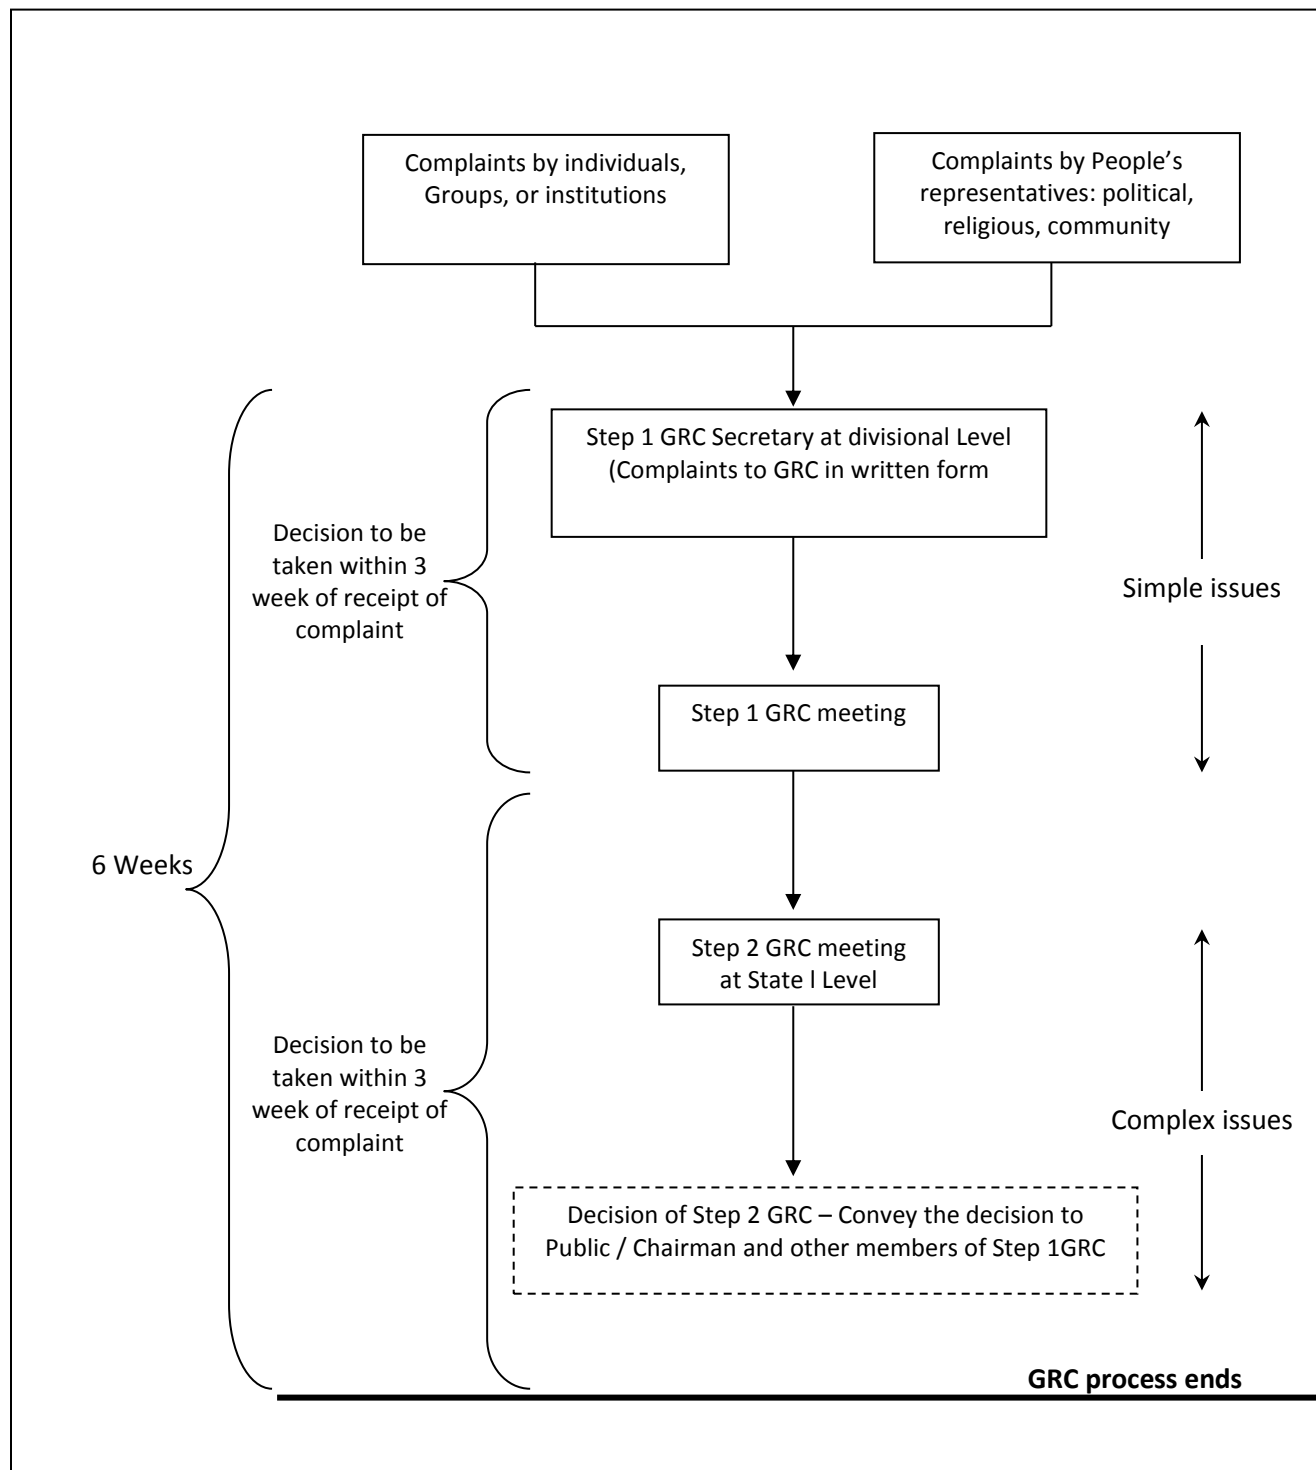 Complaints by individuals,
Groups, or institutions
Complaints by People’s
representatives: political,
religious, community
Step 1 GRC Secretary at divisional Level
(Complaints to GRC in written form
Decision to be
taken within 3
week of receipt of
complaint
Simple issues
Step 1 GRC meeting
6 Weeks
Step 2 GRC meeting
at State l Level
Decision to be
taken within 3
week of receipt of
complaint
Complex issues
Decision of Step 2 GRC – Convey the decision to
Public / Chairman and other members of Step 1GRC
GRC process ends